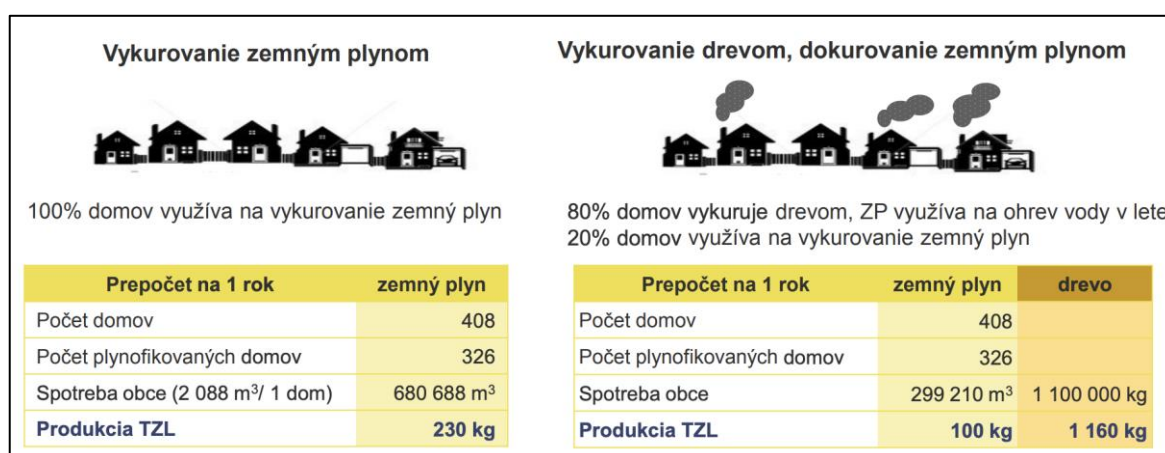 Vykurovanie zemným plynom
100% domov využíva na vykurovanie zemný plyn
Prepočet na 1 rok zemný plyn
Počet domov 408
Počet plynofikovaných domov 326
Spotreba obce (2 088 m³/ 1 dom) 680 688 m³
Produkcia TZL 230 kg
Vykurovanie drevom, dokurovanie zemným plynom
80% domov vykuruje drevom, ZP využíva na ohrev vody v lete
20% domov využíva na vykurovanie zemný plyn
Prepočet na 1 rok zemný plyn drevo
Počet domov 408
Počet plynofikovaných domov 326
Spotreba obce 299 210 m³ 1 100 000 kg
Produkcia TZL 100 kg 1 160 kg